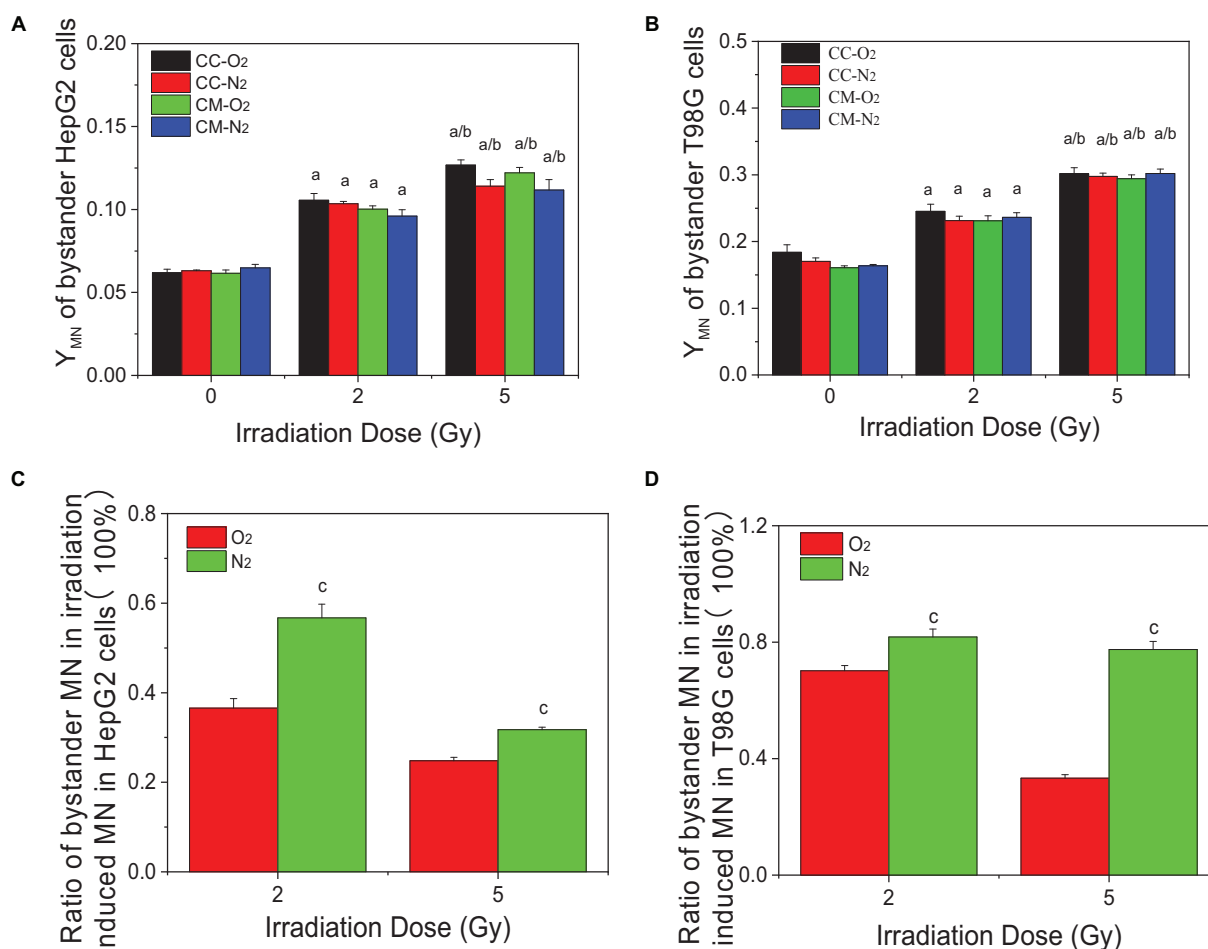 A
0.20
0.15
0.10
0.05
0.00
CC-O2
CC-N2
CM-O2
CM-N2
a a a a
a/b a/b a/b a/b
0 2 5
YMN of bystander HepG2 cells
Irradiation Dose (Gy)
B
0.5
0.4
0.3
0.2
0.1
0.0
CC-O2
CC-N2
CM-O2
CM-N2
a a a a
a/b a/b a/b a/b
0 2 5
YMN of bystander T98G cells
Irradiation Dose (Gy)
C
0.8
0.6
0.4
0.2
0.0
O2
N2
c
c
2 5
Ratio of bystander MN in irradiation
nduced MN in HepG2 cells( 100%)
Irradiation Dose (Gy)
D
1.2
0.8
0.4
0.0
O2
N2
c
c
2 5
Ratio of bystander MN in irradiation
induced MN in T98G cells( 100%)
Irradiation Dose (Gy)